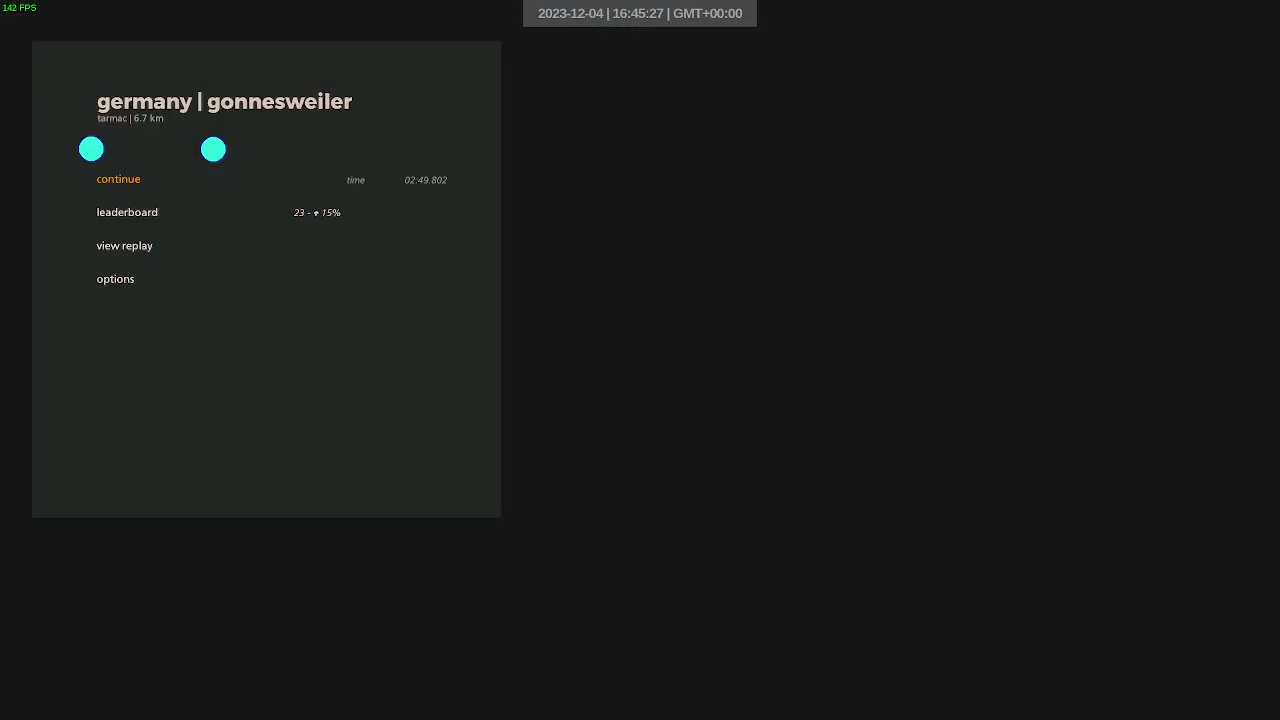 142 FPS
2023-12-04 | 16:45:27 | GMT+00:00
germany | gonnesweiler
tarmac | 6.7 km
continue time 02:49.802
leaderboard 23 - ↑ 15%
view replay
options